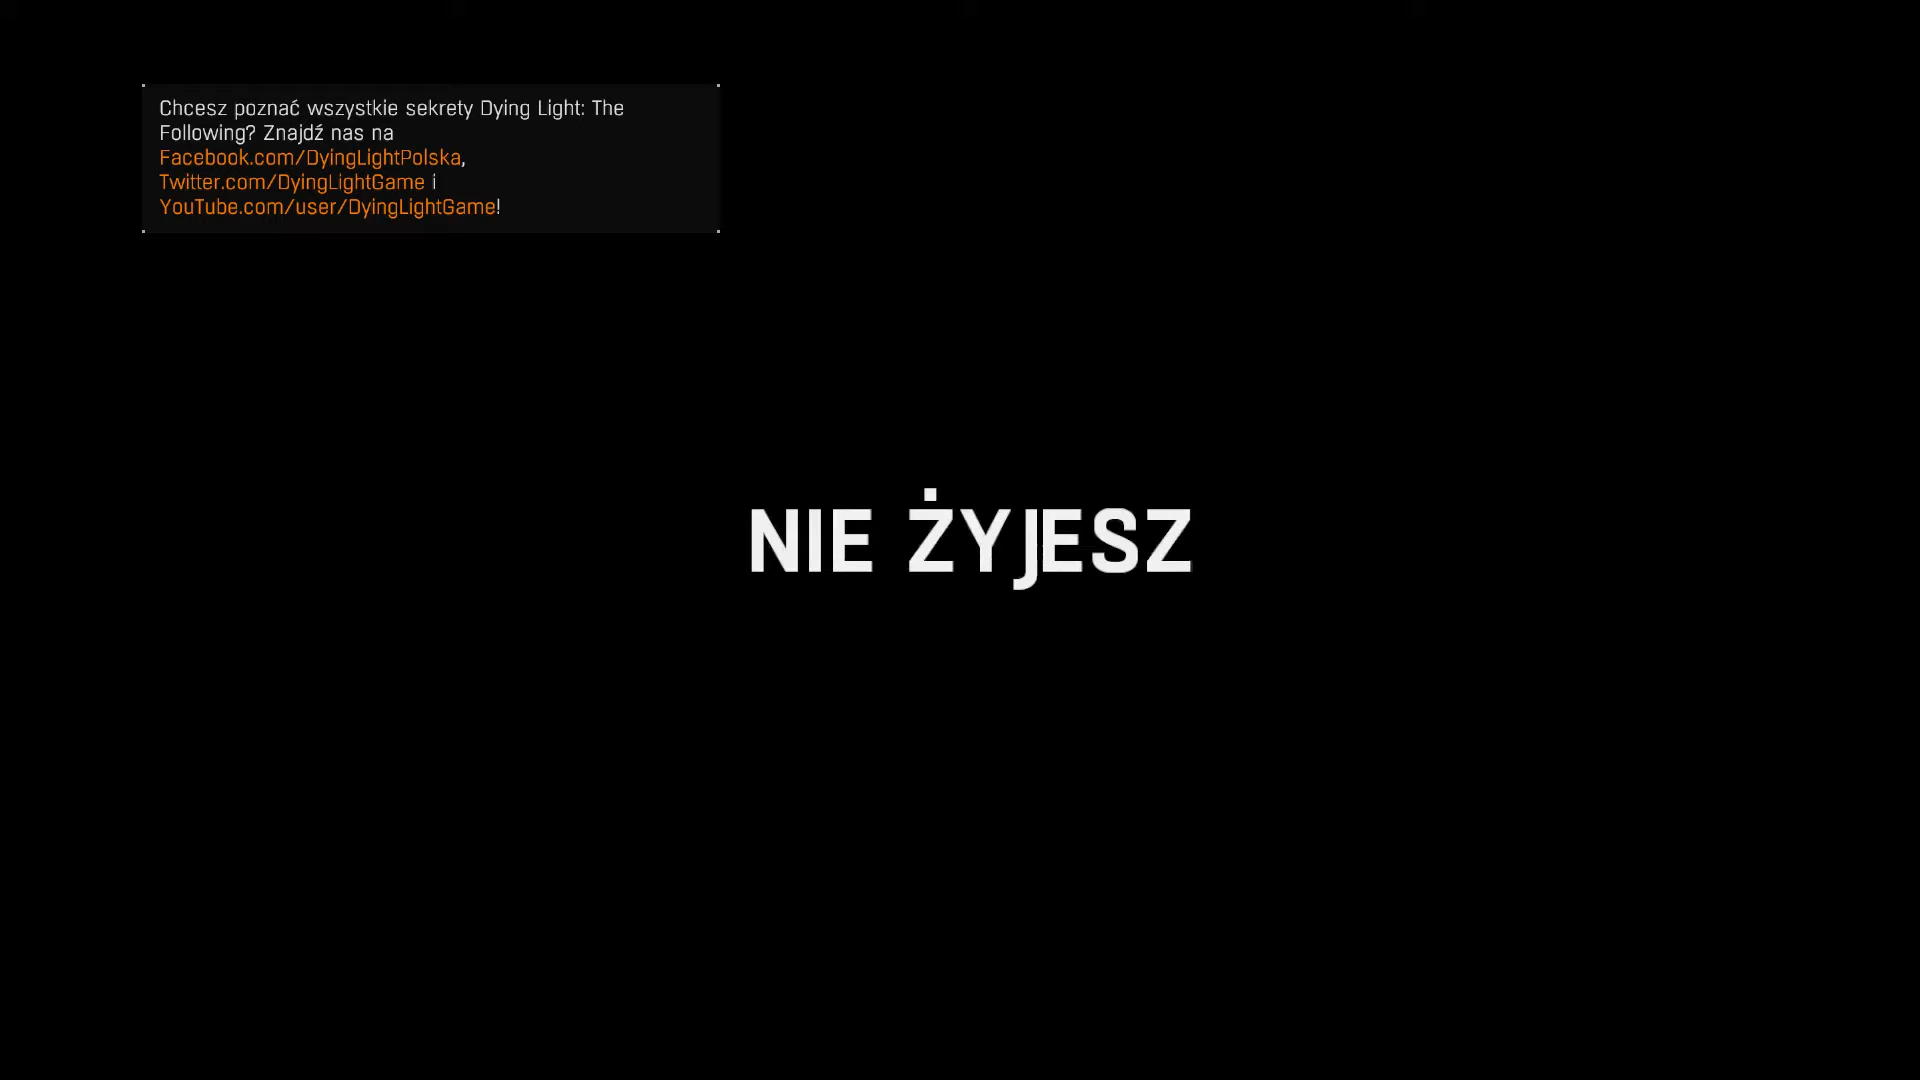 Chcesz poznać wszystkie sekrety Dying Light: The
Following? Znajdź nas na
Facebook.com/DyingLightPolska,
Twitter.com/DyingLightGame i
YouTube.com/user/DyingLightGame!
NIE ŻYJESZ